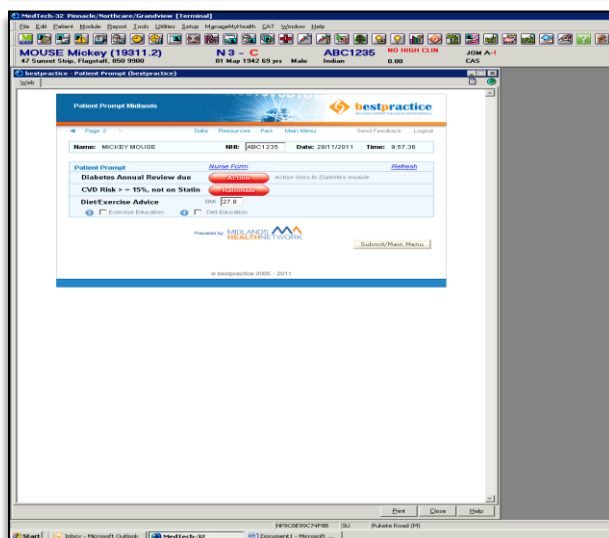 MedTech-32 Pinnacle/Northcare/Grandview [Terminal]
File Edit Patient Module Report Tools Utilities Setup ManageMyHealth CAT Window Help
MOUSE Mickey (19311.2) N 3 - C ABC1235 NO HIGH CLIN JOM A-!
47 Sunset Strip, Flagstaff, 850 9900 01 May 1942 69 yrs Male Indian 0.00 CAS
bestpractice - Patient Prompt (bestpractice)
Web
Patient Prompt Midlands bestpractice
Page 2 Data Resources Park Main Menu Send Feedback Logout
Name: MICKEY MOUSE NHI: ABC1235 Date: 28/11/2011 Time: 9:57:36
Patient Prompt Nurse Form Refresh
Diabetes Annual Review due Action Action links to Diabetes module
CVD Risk > = 15%, not on Statin Rationale
Diet/Exercise Advice BMI 27.8
Exercise Education Diet Education
Powered by MIDLANDS HEALTHNETWORK
Submit/Main Menu
© bestpractice 2005 - 2011
Print Close Help
HP9C8E99C74F88 SU Pukete Road (M)
Start Inbox - Microsoft Outlook MedTech-32 Document1 - Microsoft ...